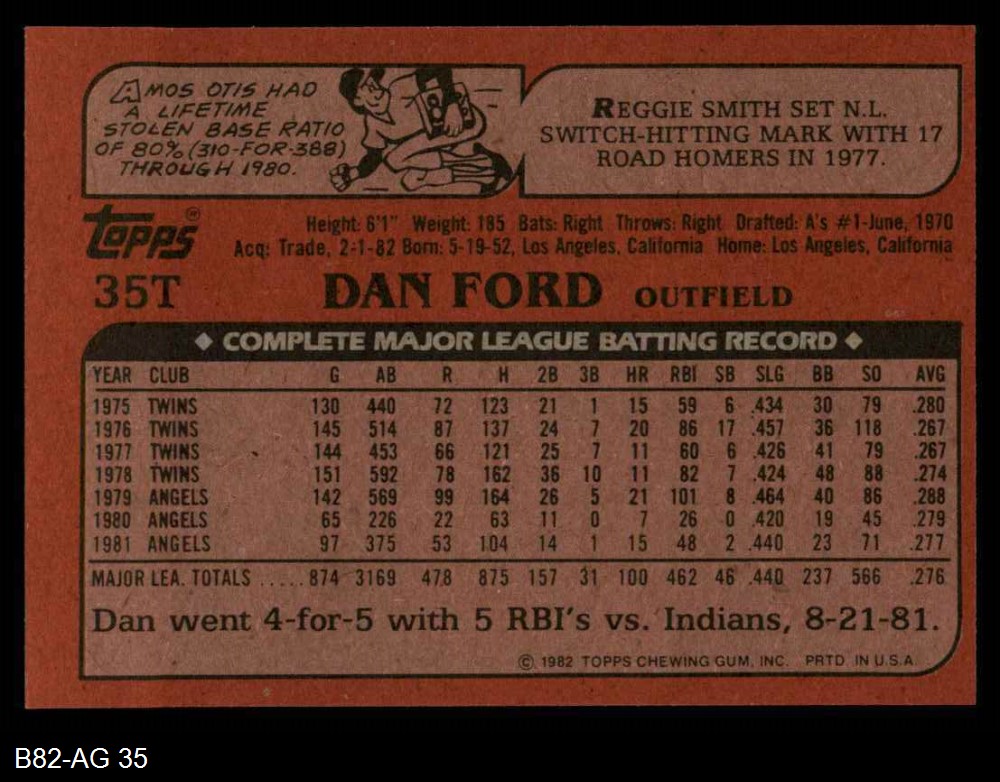 AMOS OTIS HAD
A LIFETIME
STOLEN BASE RATIO
OF 80% (310-FOR-388)
THROUGH 1980.
REGGIE SMITH SET N.L.
SWITCH-HITTING MARK WITH 17
ROAD HOMERS IN 1977.
Topps®
Height: 6'1" Weight: 185 Bats: Right Throws: Right Drafted: A's #1-June, 1970
Acq: Trade, 2-1-82 Born: 5-19-52, Los Angeles, California Home: Los Angeles, California
35T DAN FORD OUTFIELD
◆ COMPLETE MAJOR LEAGUE BATTING RECORD ◆
YEAR CLUB G AB R H 2B 3B HR RBI SB SLG BB SO AVG
1975 TWINS 130 440 72 123 21 1 15 59 6 .434 30 79 .280
1976 TWINS 145 514 87 137 24 7 20 86 17 .457 36 118 .267
1977 TWINS 144 453 66 121 25 7 11 60 6 .426 41 79 .267
1978 TWINS 151 592 78 162 36 10 11 82 7 .424 48 88 .274
1979 ANGELS 142 569 99 164 26 5 21 101 8 .464 40 86 .288
1980 ANGELS 65 226 22 63 11 0 7 26 0 .420 19 45 .279
1981 ANGELS 97 375 53 104 14 1 15 48 2 .440 23 71 .277
MAJOR LEA. TOTALS .....874 3169 478 875 157 31 100 462 46 .440 237 566 .276
Dan went 4-for-5 with 5 RBI's vs. Indians, 8-21-81.
© 1982 TOPPS CHEWING GUM, INC. PRTD. IN U.S.A.
B82-AG 35